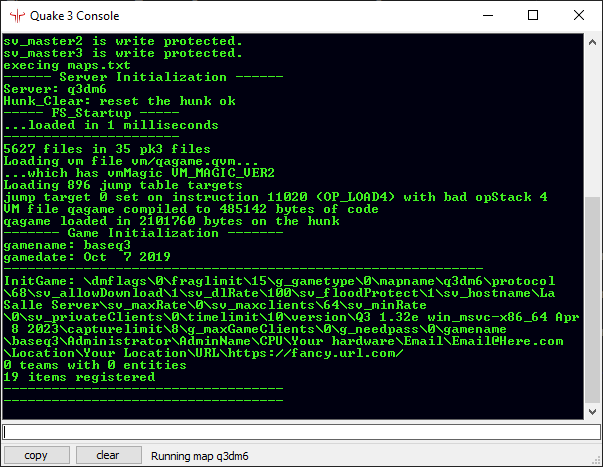 Quake 3 Console
sv_master2 is write protected.
sv_master3 is write protected.
execing maps.txt
------ Server Initialization ------
Server: q3dm6
Hunk_Clear: reset the hunk ok
----- FS_Startup -----
...loaded in 1 milliseconds
----------------------
5627 files in 35 pk3 files
Loading vm file vm/qagame.qvm...
...which has vmMagic VM_MAGIC_VER2
Loading 896 jump table targets
jump target 0 set on instruction 11020 (OP_LOAD4) with bad opStack 4
VM file qagame compiled to 485142 bytes of code
qagame loaded in 2101760 bytes on the hunk
------- Game Initialization -------
gamename: baseq3
gamedate: Oct  7 2019
------------------------------------------------------------
InitGame: \dmflags\0\fraglimit\15\g_gametype\0\mapname\q3dm6\protocol
\68\sv_allowDownload\1\sv_dlRate\100\sv_floodProtect\1\sv_hostname\La
Salle Server\sv_maxRate\0\sv_maxclients\64\sv_minRate
\0\sv_privateClients\0\timelimit\10\version\Q3 1.32e win_msvc-x86_64 Apr
 8 2023\capturelimit\8\g_maxGameClients\0\g_needpass\0\gamename
\baseq3\Administrator\AdminName\CPU\Your hardware\Email\Email@Here.com
\Location\Your Location\URL\https://fancy.url.com/
0 teams with 0 entities
19 items registered
-----------------------------------
-----------------------------------
copy clear Running map q3dm6